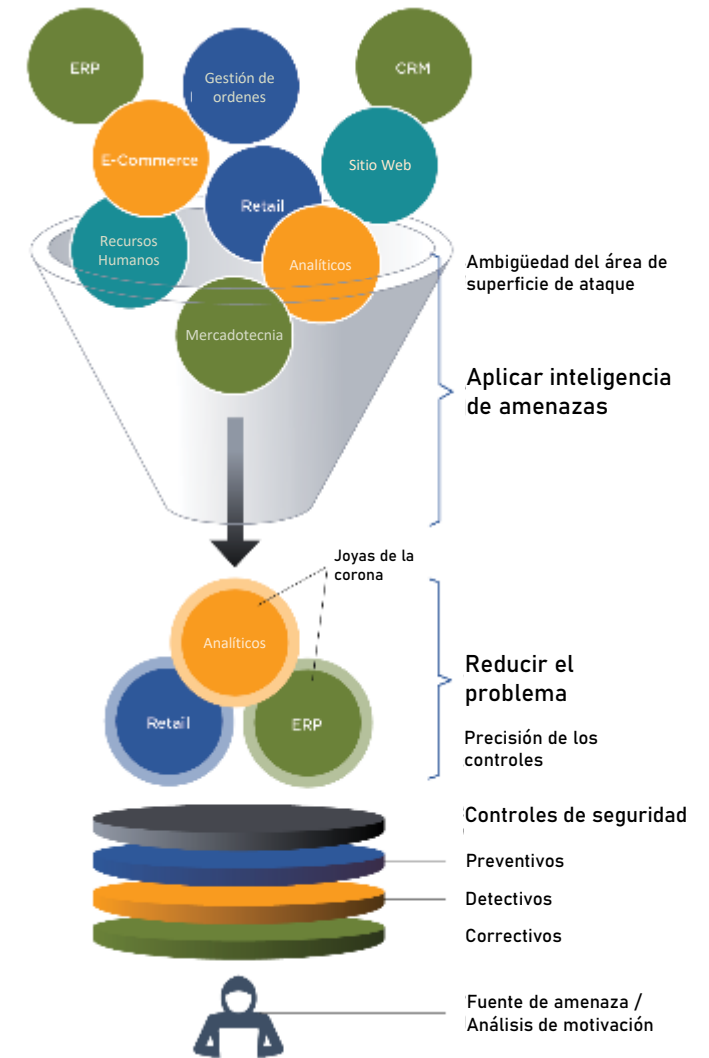 ERP
Gestión de
ordenes
CRM
E-Commerce
Sitio Web
Retail
Recursos
Humanos
Analíticos
Mercadotecnia
Ambigüedad del área de
superficie de ataque
Aplicar inteligencia
de amenazas
Joyas de la
corona
Analíticos
Retail
ERP
Reducir el
problema
Precisión de los
controles
Controles de seguridad
Preventivos
Detectivos
Correctivos
Fuente de amenaza /
Análisis de motivación